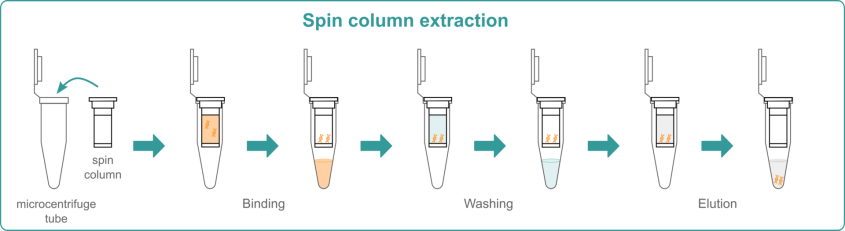 Spin column extraction
spin
column
microcentrifuge
tube
Binding
Washing
Elution